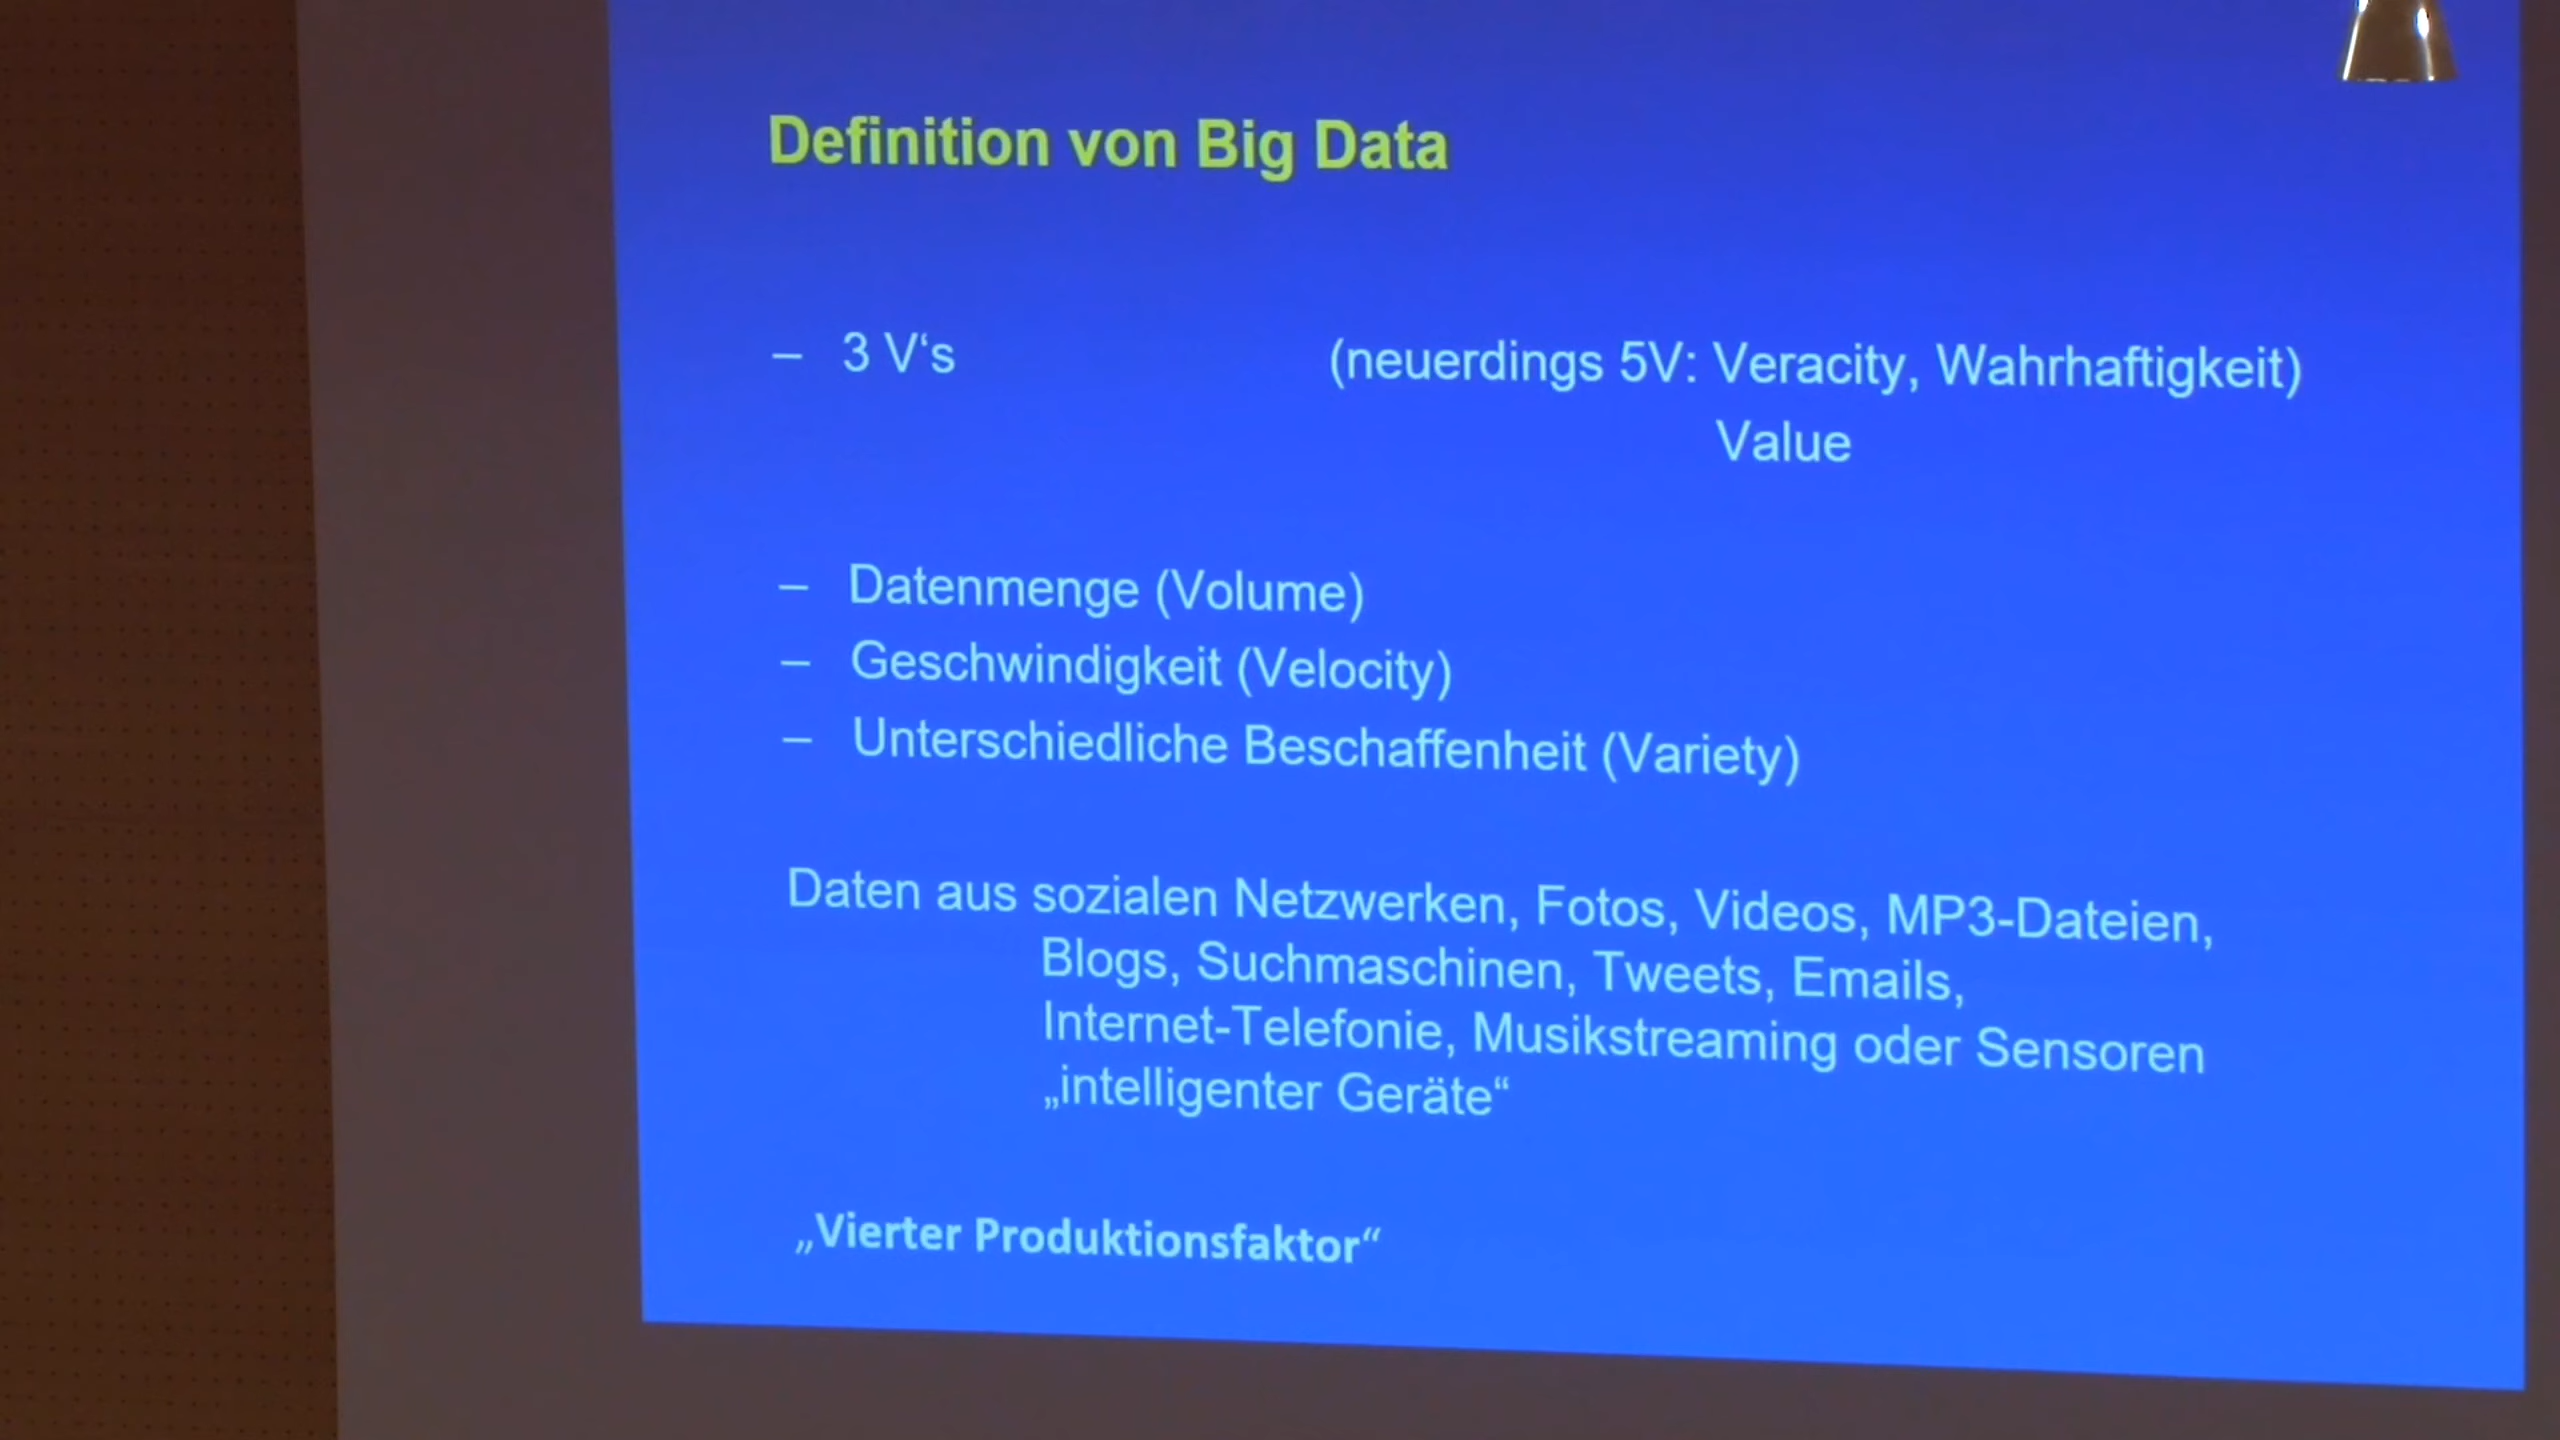 Definition von Big Data
– 3 V‘s (neuerdings 5V: Veracity, Wahrhaftigkeit)
Value
– Datenmenge (Volume)
– Geschwindigkeit (Velocity)
– Unterschiedliche Beschaffenheit (Variety)
Daten aus sozialen Netzwerken, Fotos, Videos, MP3-Dateien,
Blogs, Suchmaschinen, Tweets, Emails,
Internet-Telefonie, Musikstreaming oder Sensoren
„intelligenter Geräte“
„Vierter Produktionsfaktor“